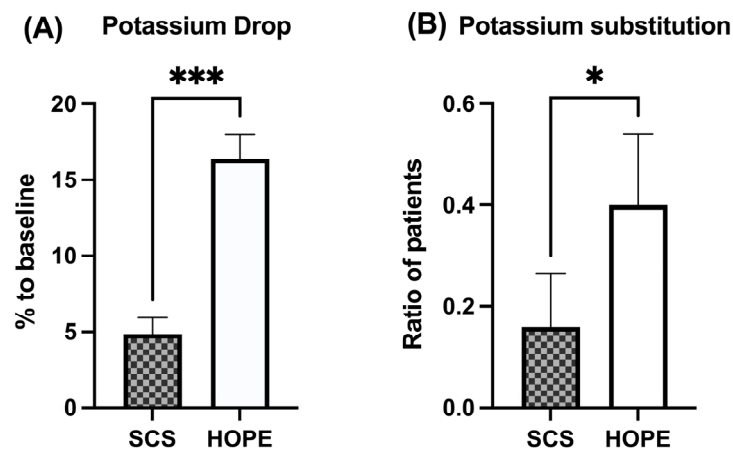 (A) Potassium Drop
***
20
15
10
5
0
% to baseline
SCS HOPE
(B) Potassium substitution
*
0.6
0.4
0.2
0.0
Ratio of patients
SCS HOPE